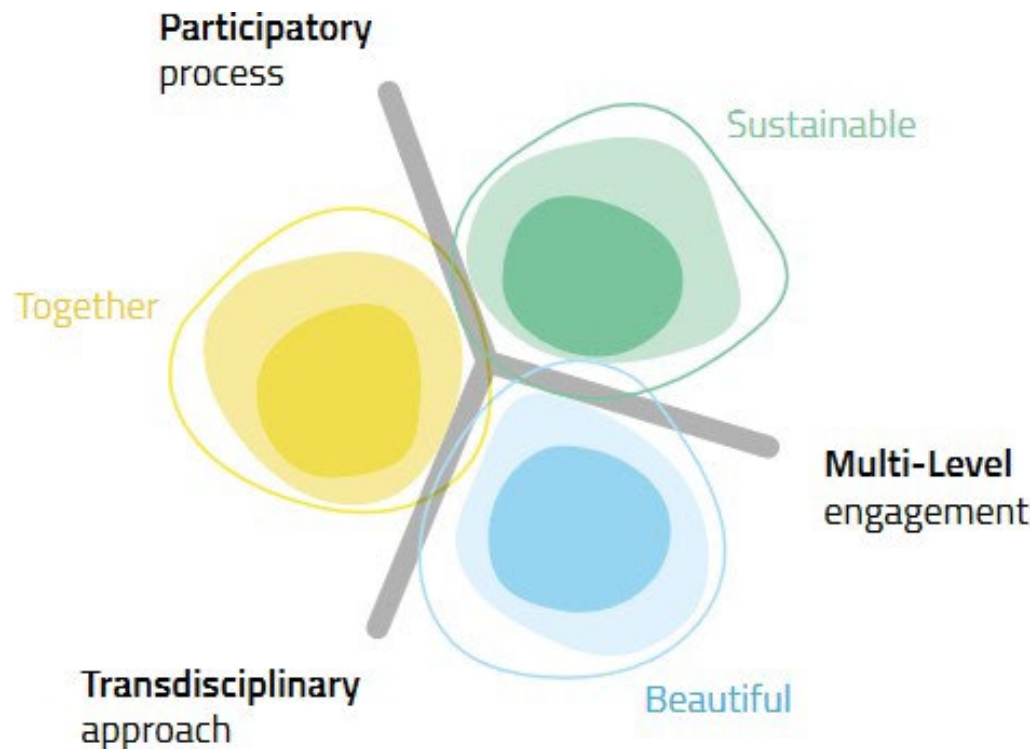 Participatory
process
Sustainable
Together
Multi-Level
engagement
Transdisciplinary
approach
Beautiful